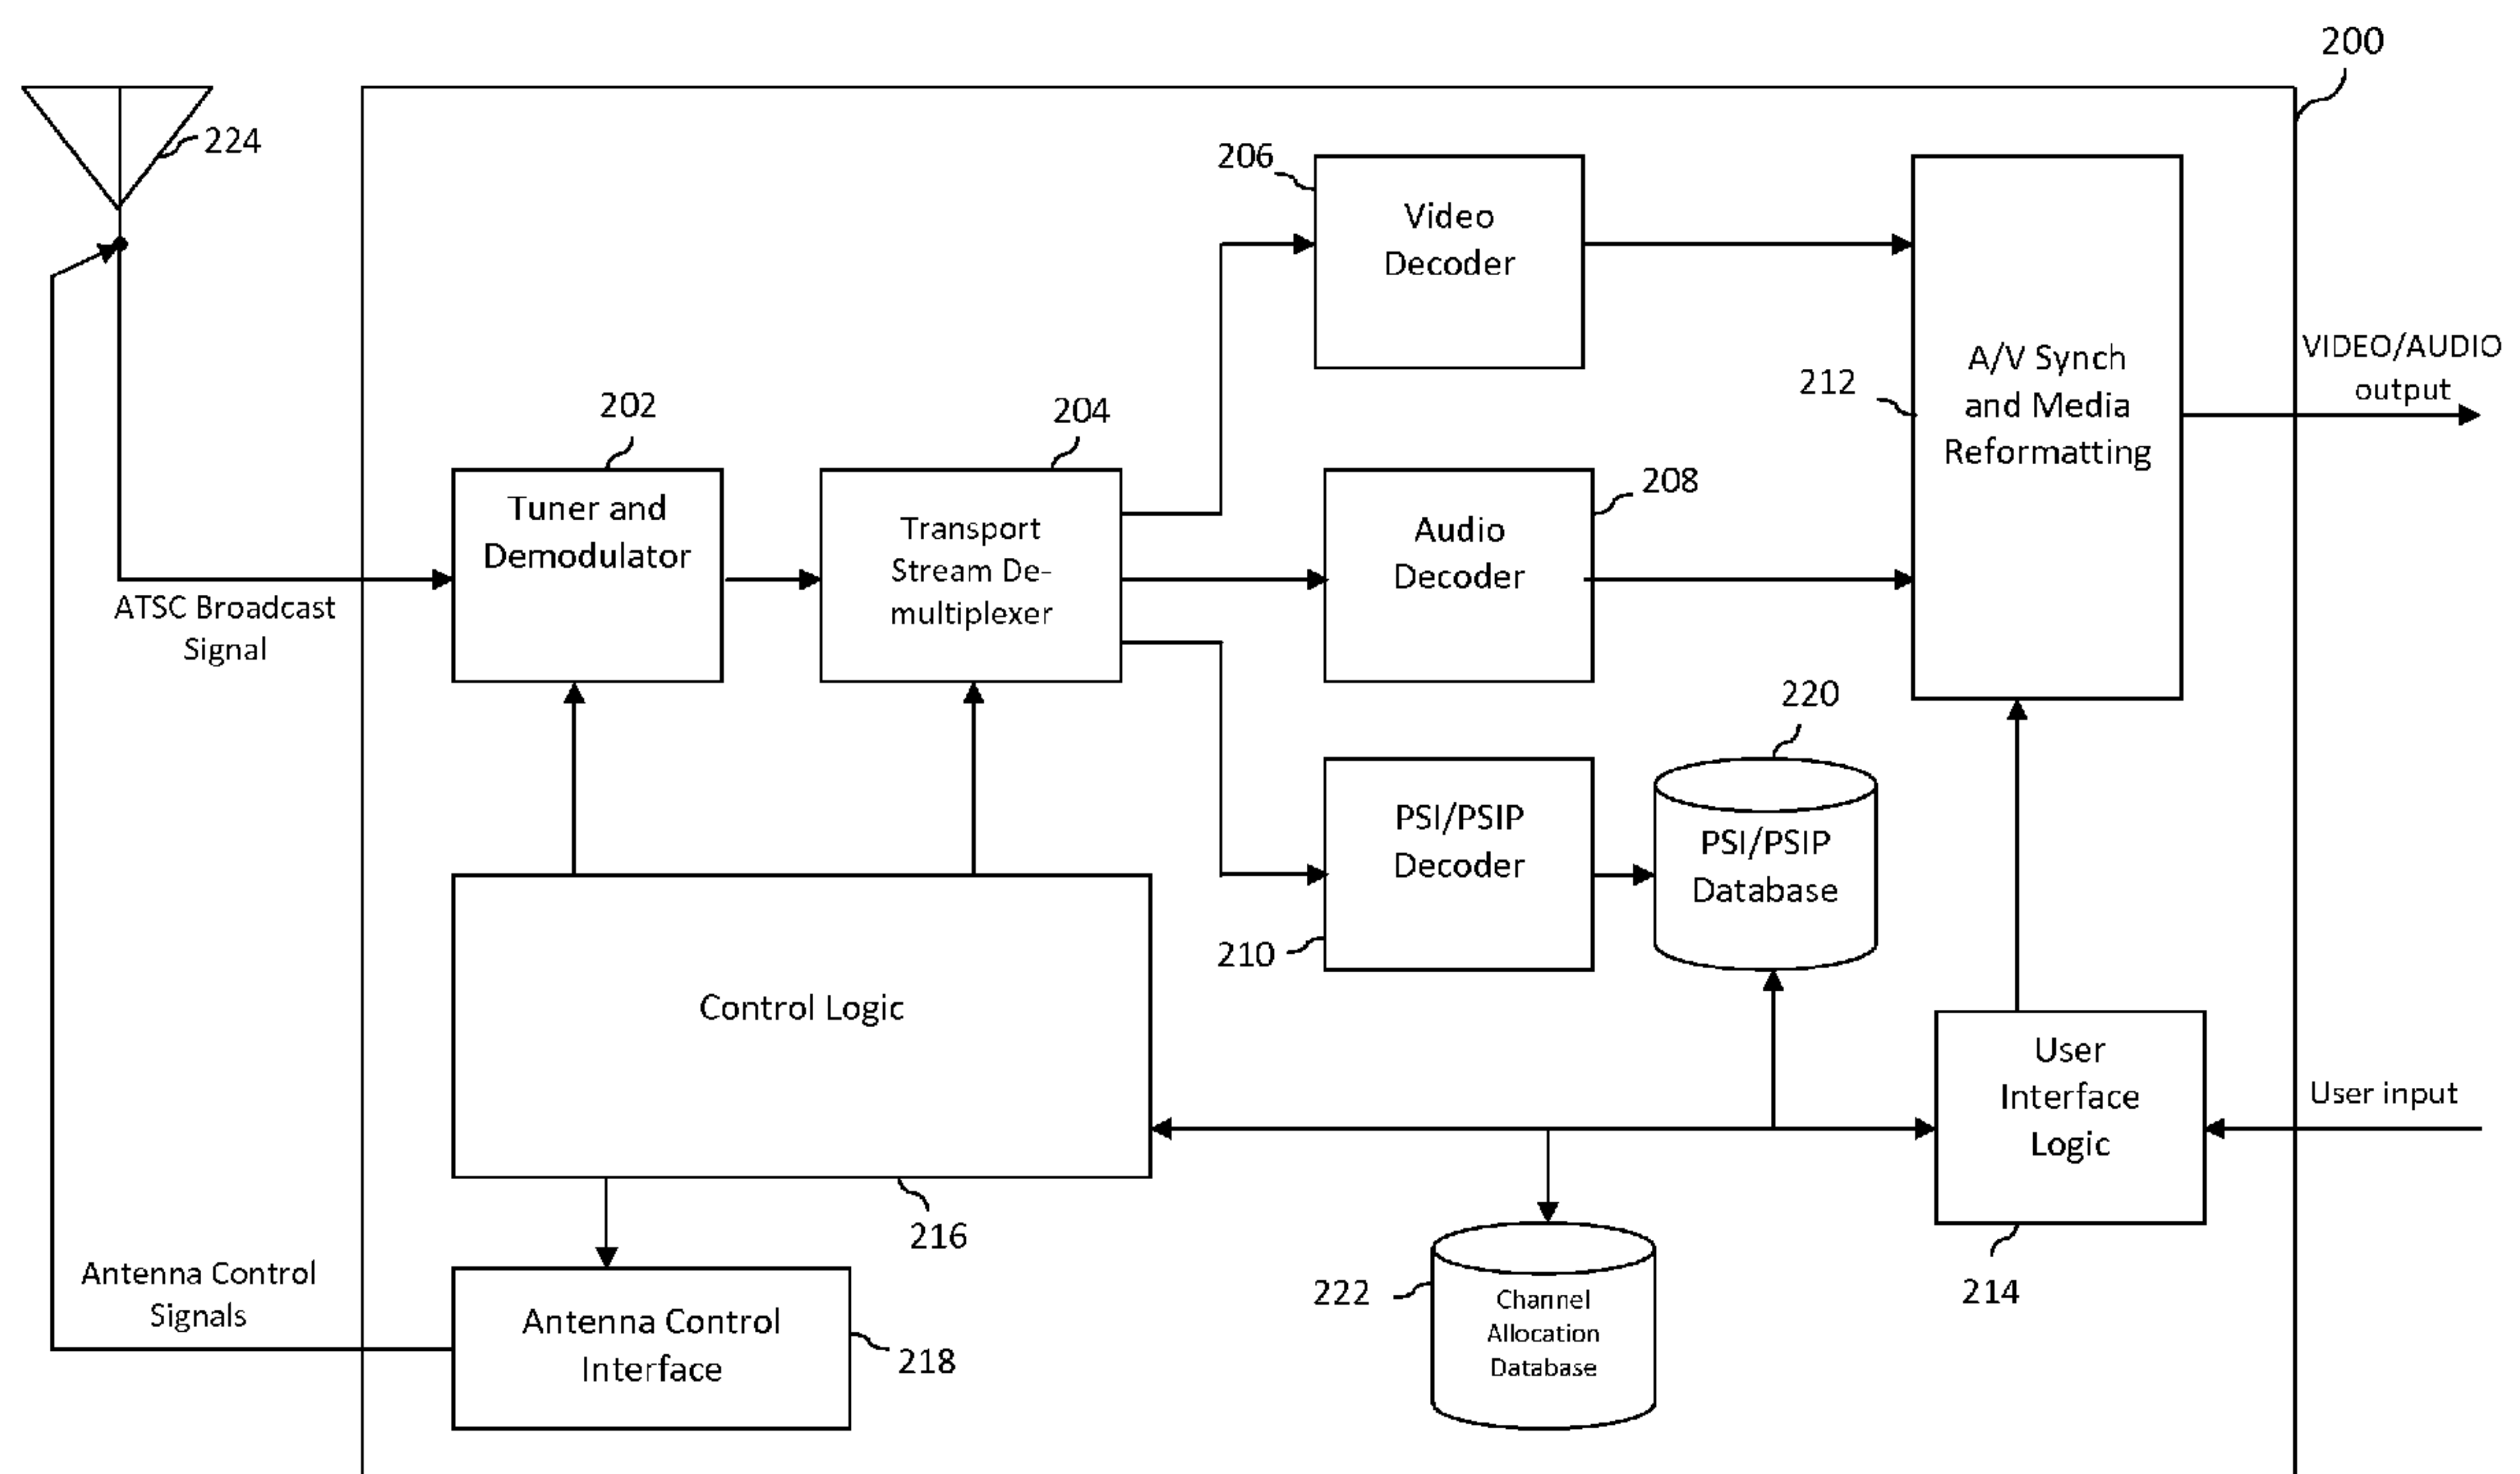 200
224
206
Video
Decoder
A/V Synch
and Media
Reformatting
212
VIDEO/AUDIO
output
202
204
Tuner and
Demodulator
Transport
Stream De-
multiplexer
208
Audio
Decoder
ATSC Broadcast
Signal
220
PSI/PSIP
Decoder
210
PSI/PSIP
Database
Control Logic
216
User
Interface
Logic
User input
214
Antenna Control
Signals
Antenna Control
Interface
218
222
Channel
Allocation
Database